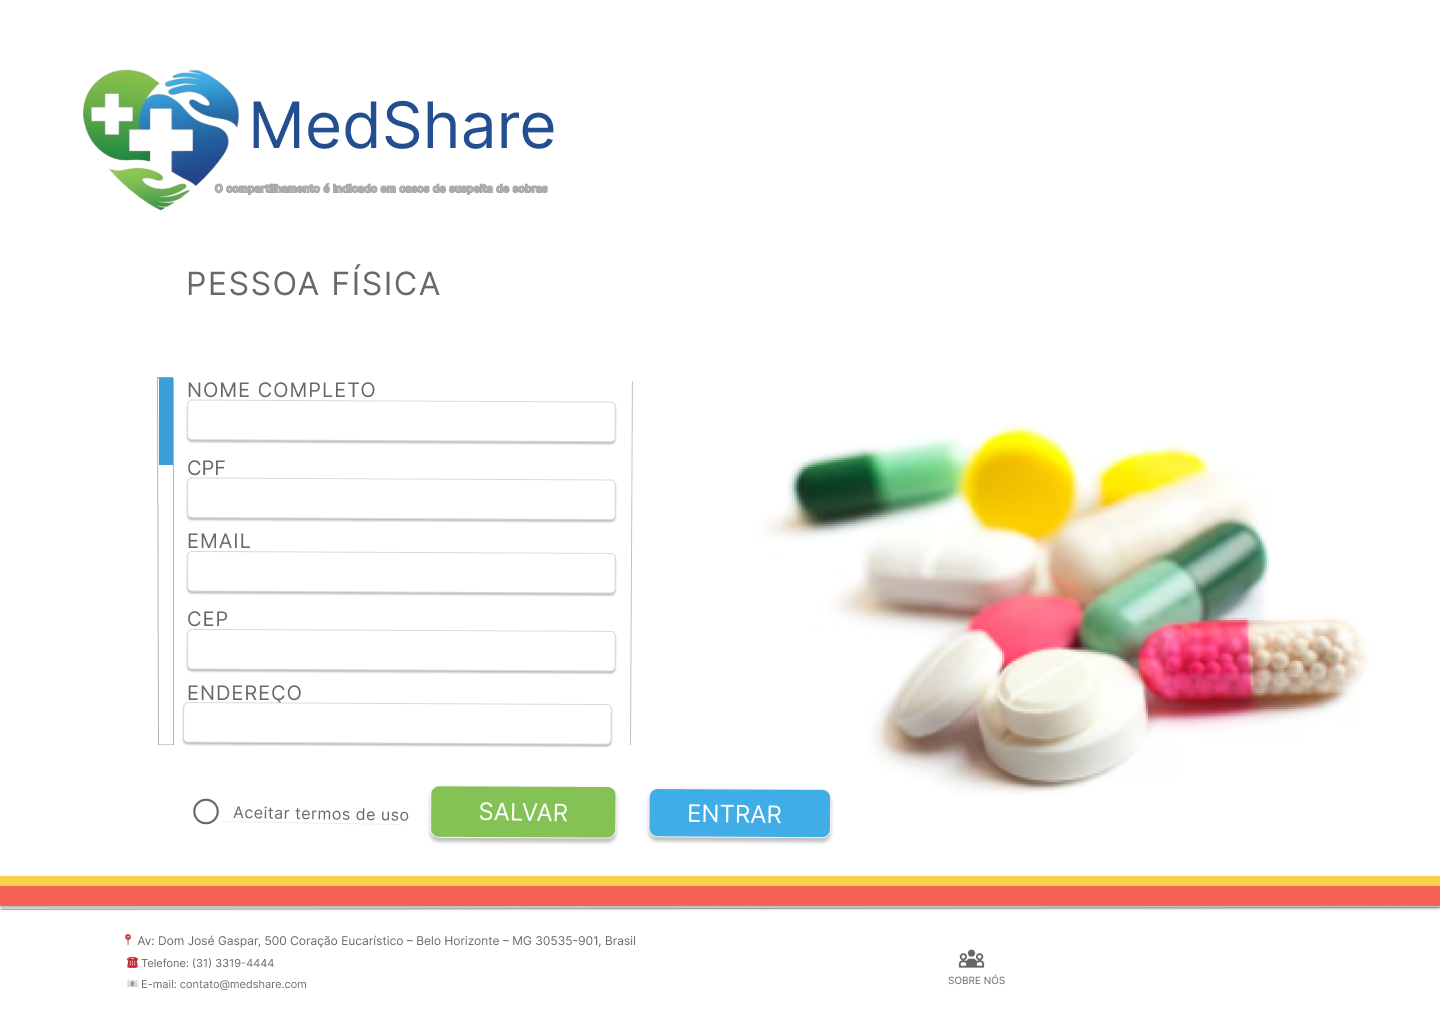 MedShare
O compartilhamento é indicado em casos de suspeita de sobras
PESSOA FÍSICA
NOME COMPLETO
CPF
EMAIL
CEP
ENDEREÇO
Aceitar termos de uso
SALVAR
ENTRAR
Av: Dom José Gaspar, 500 Coração Eucarístico – Belo Horizonte – MG 30535-901, Brasil
Telefone: (31) 3319-4444
E-mail: contato@medshare.com
SOBRE NÓS